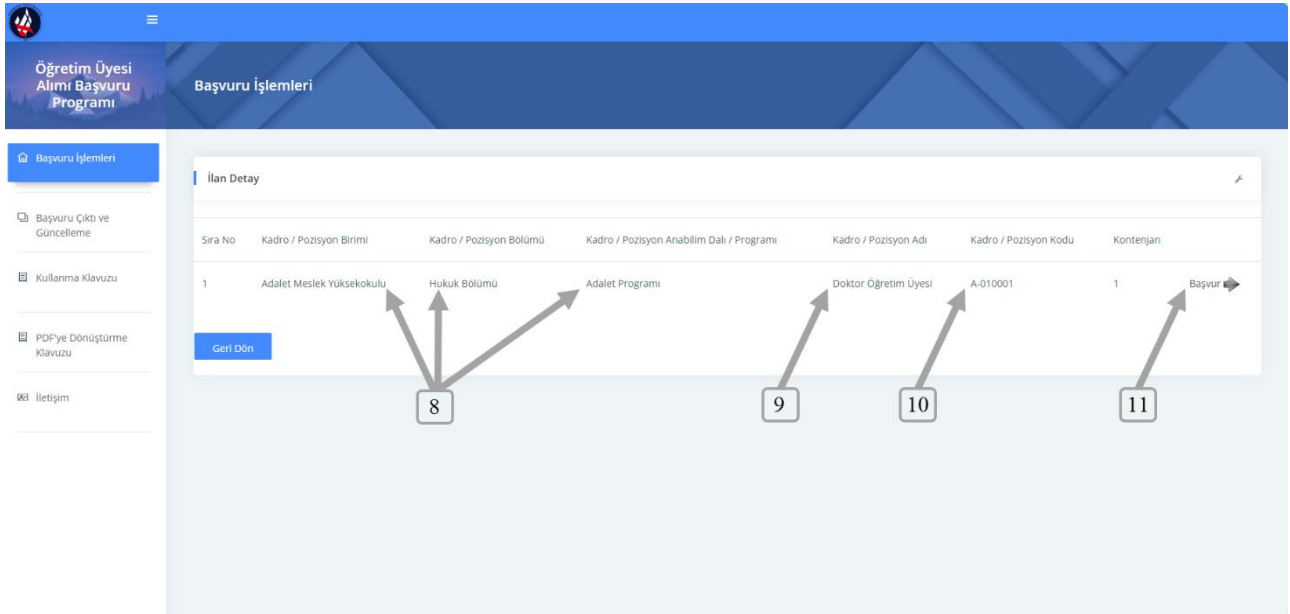 Öğretim Üyesi
Alımı Başvuru
Programı
Başvuru İşlemleri
Başvuru İşlemleri
Başvuru Çıktı ve
Güncelleme
Kullanma Klavuzu
PDF'ye Dönüştürme
Klavuzu
İletişim
İlan Detay
Sıra No Kadro / Pozisyon Birimi Kadro / Pozisyon Bölümü Kadro / Pozisyon Anabilim Dalı / Programı Kadro / Pozisyon Adı Kadro / Pozisyon Kodu Kontenjan
1 Adalet Meslek Yüksekokulu Hukuk Bölümü Adalet Programı Doktor Öğretim Üyesi A-010001 1 Başvur
Geri Dön
8 9 10 11